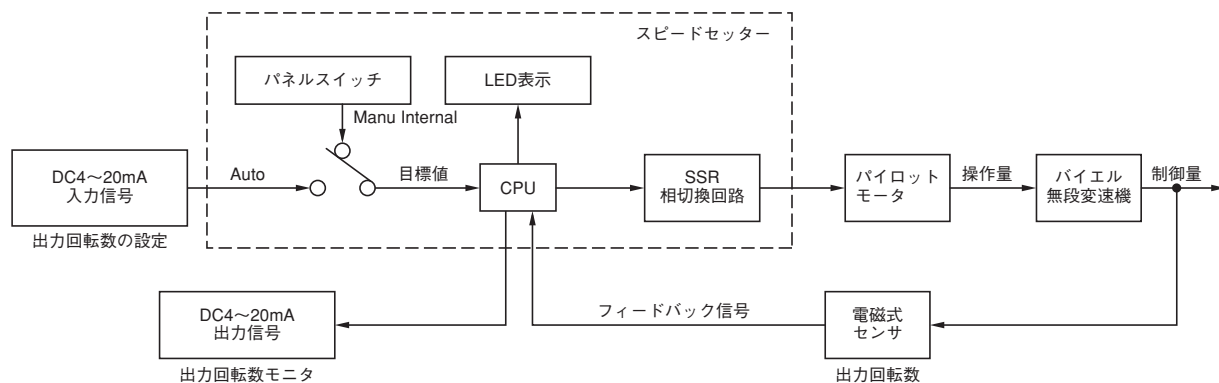 スピードセッター
パネルスイッチ
LED表示
Manu Internal
DC4～20mA
入力信号
出力回転数の設定
Auto
目標値
CPU
SSR
相切換回路
パイロット
モータ
操作量
バイエル
無段変速機
制御量
DC4～20mA
出力信号
出力回転数モニタ
フィードバック信号
電磁式
センサ
出力回転数